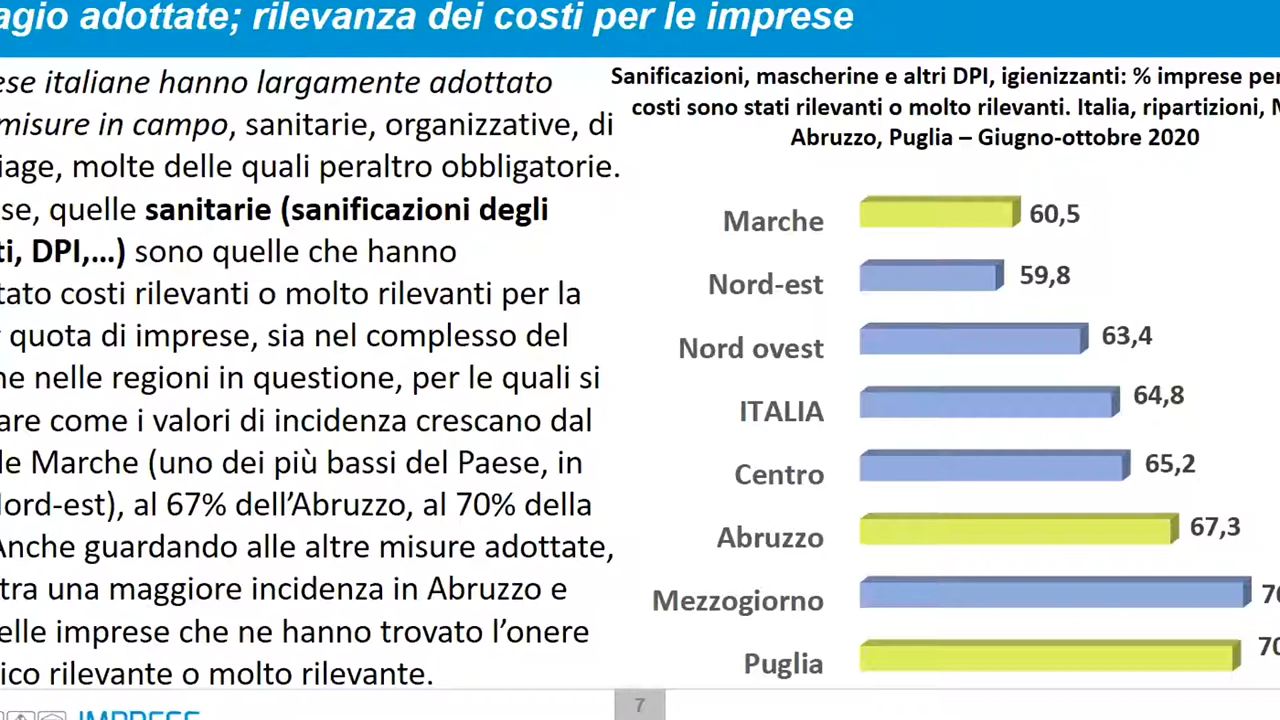 agio adottate; rilevanza dei costi per le imprese
ese italiane hanno largamente adottato
misure in campo, sanitarie, organizzative, di
iage, molte delle quali peraltro obbligatorie.
se, quelle sanitarie (sanificazioni degli
ti, DPI,...) sono quelle che hanno
tato costi rilevanti o molto rilevanti per la
quota di imprese, sia nel complesso del
ne nelle regioni in questione, per le quali si
are come i valori di incidenza crescano dal
le Marche (uno dei più bassi del Paese, in
Nord-est), al 67% dell'Abruzzo, al 70% della
Anche guardando alle altre misure adottate,
tra una maggiore incidenza in Abruzzo e
elle imprese che ne hanno trovato l'onere
ico rilevante o molto rilevante.
Sanificazioni, mascherine e altri DPI, igienizzanti: % imprese per
costi sono stati rilevanti o molto rilevanti. Italia, ripartizioni, M
Abruzzo, Puglia – Giugno-ottobre 2020
Marche 60,5
Nord-est 59,8
Nord ovest 63,4
ITALIA 64,8
Centro 65,2
Abruzzo 67,3
Mezzogiorno 70
Puglia 70
7
IMPRESE